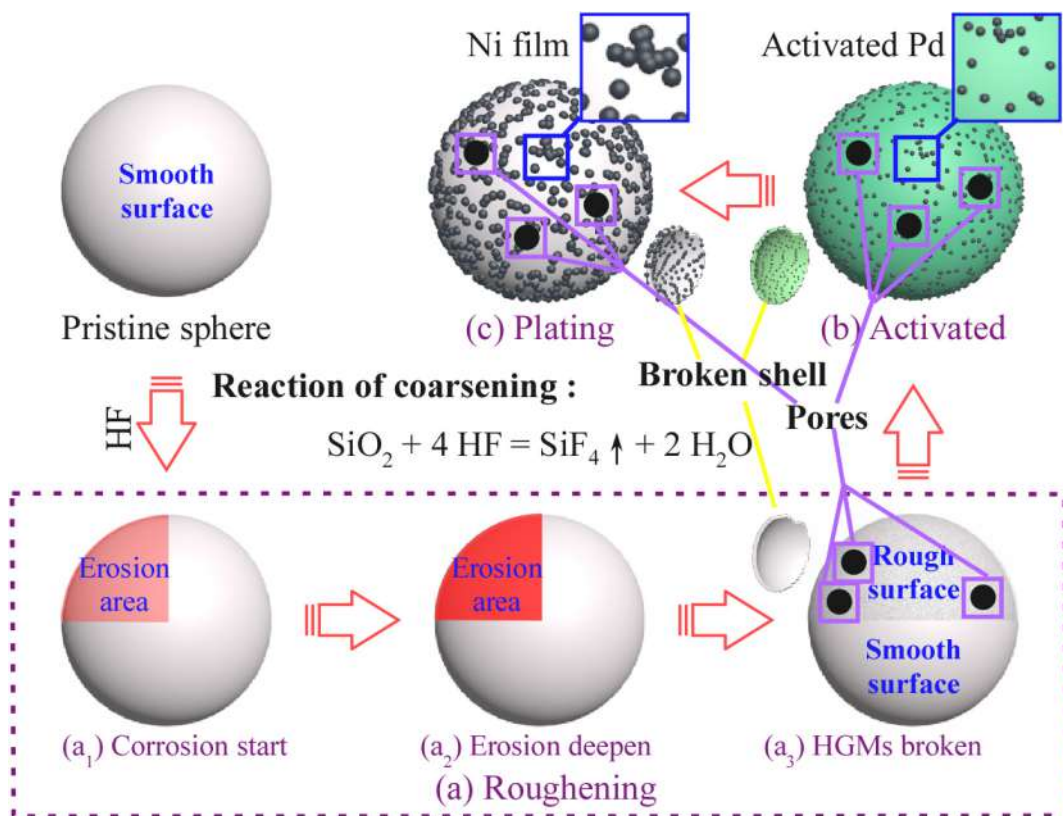 Ni film
Activated Pd
Smooth
surface
Pristine sphere
(c) Plating
(b) Activated
HF
Reaction of coarsening :
SiO₂ + 4 HF = SiF₄ ↑ + 2 H₂O
Broken shell
Pores
Erosion
area
Erosion
area
Rough
surface
Smooth
surface
(a₁) Corrosion start
(a₂) Erosion deepen
(a₃) HGMs broken
(a) Roughening